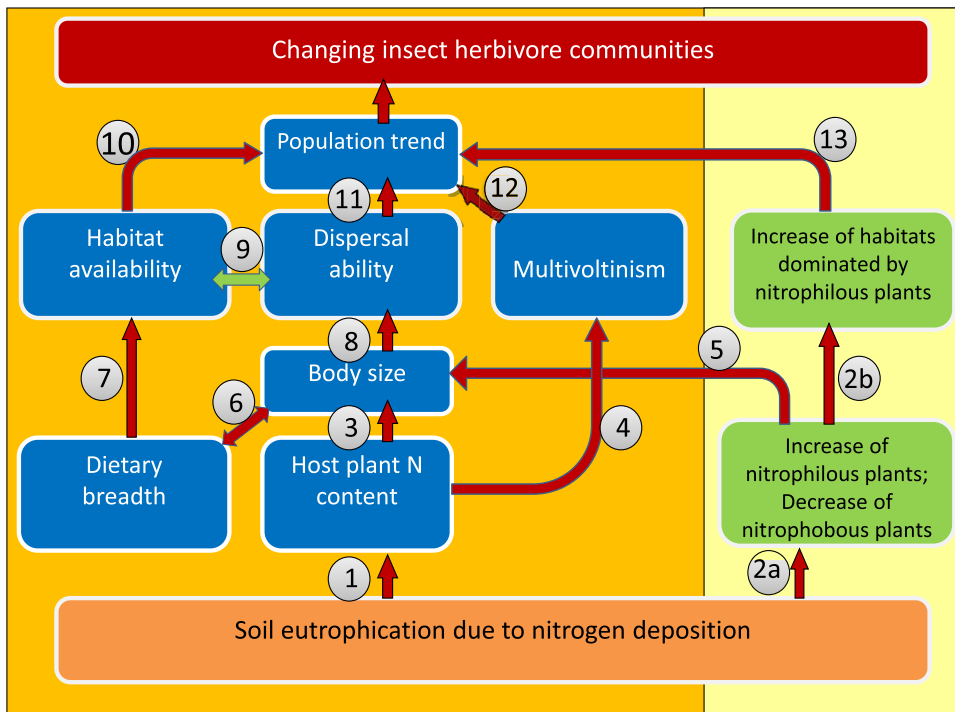 Changing insect herbivore communities
10
Population trend
13
11
12
Habitat
availability
9
Dispersal
ability
Multivoltinism
Increase of habitats
dominated by
nitrophilous plants
8
5
7
Body size
2b
6
3
4
Dietary
breadth
Host plant N
content
Increase of
nitrophilous plants;
Decrease of
nitrophobous plants
1
2a
Soil eutrophication due to nitrogen deposition